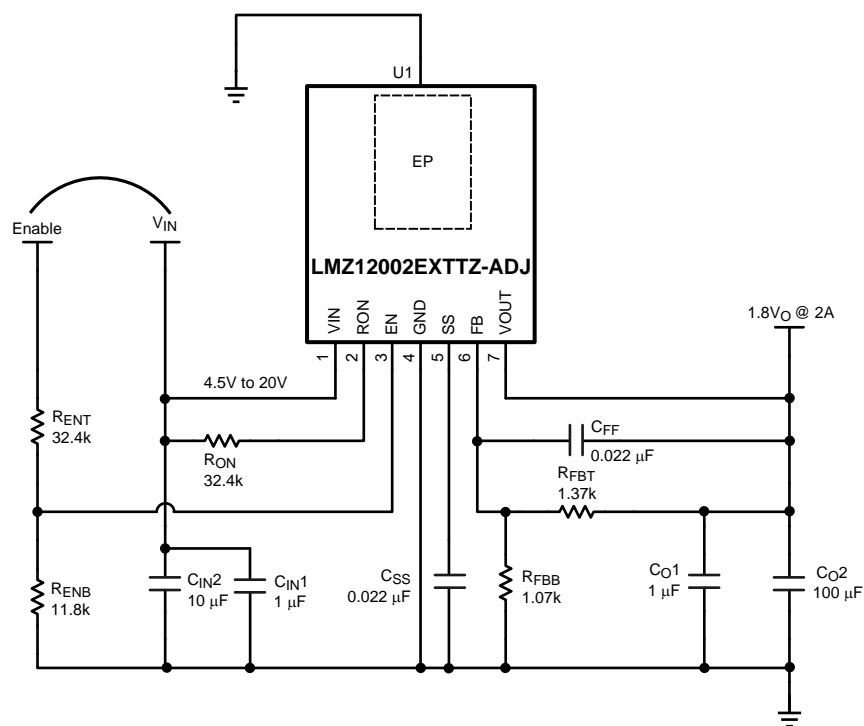 U1
EP
Enable
VIN
LMZ12002EXTTZ-ADJ
VIN
RON
EN
GND
SS
FB
VOUT
1
2
3
4
5
6
7
1.8VO @ 2A
4.5V to 20V
RENT
32.4k
RON
32.4k
CFF
0.022 μF
RFBT
1.37k
RENB
11.8k
CIN2
10 μF
CIN1
1 μF
CSS
0.022 μF
RFBB
1.07k
CO1
1 μF
CO2
100 μF